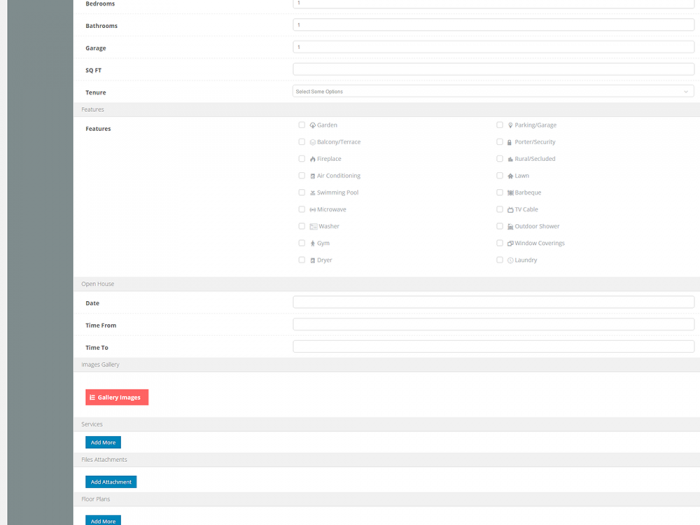 Bedrooms
1
Bathrooms
1
Garage
1
SQ FT
Tenure
Select Some Options
Features
Features
Garden
Parking/Garage
Balcony/Terrace
Porter/Security
Fireplace
Rural/Secluded
Air Conditioning
Lawn
Swimming Pool
Barbeque
Microwave
TV Cable
Washer
Outdoor Shower
Gym
Window Coverings
Dryer
Laundry
Open House
Date
Time From
Time To
Images Gallery
Gallery Images
Services
Add More
Files Attachments
Add Attachment
Floor Plans
Add More